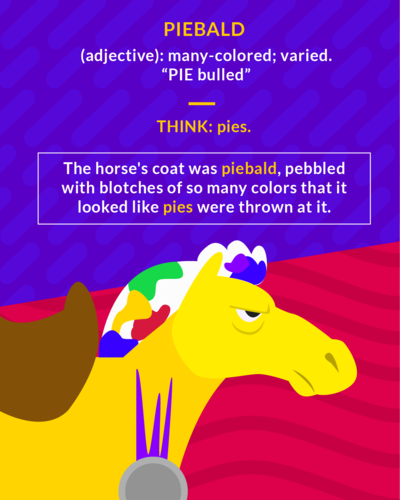 PIEBALD
(adjective): many-colored; varied.
“PIE bulled”
THINK: pies.
The horse's coat was piebald, pebbled
with blotches of so many colors that it
looked like pies were thrown at it.